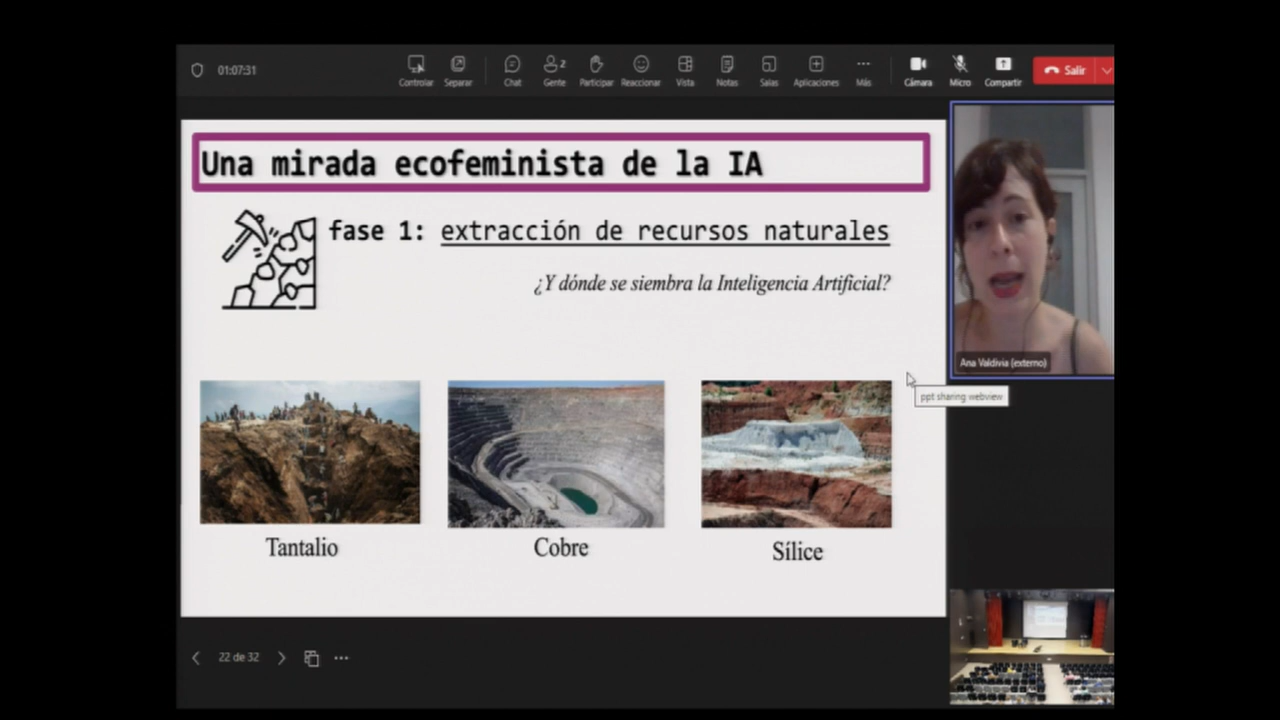 01:07:31
Controlar Separar Chat Gente 2 Participar Reaccionar Vista Notas Salas Aplicaciones Más Cámara Micro Compartir Salir
Una mirada ecofeminista de la IA
fase 1: extracción de recursos naturales
¿Y dónde se siembra la Inteligencia Artificial?
Ana Valdivia (externo)
ppt sharing webview
Tantalio
Cobre
Sílice
22 de 32